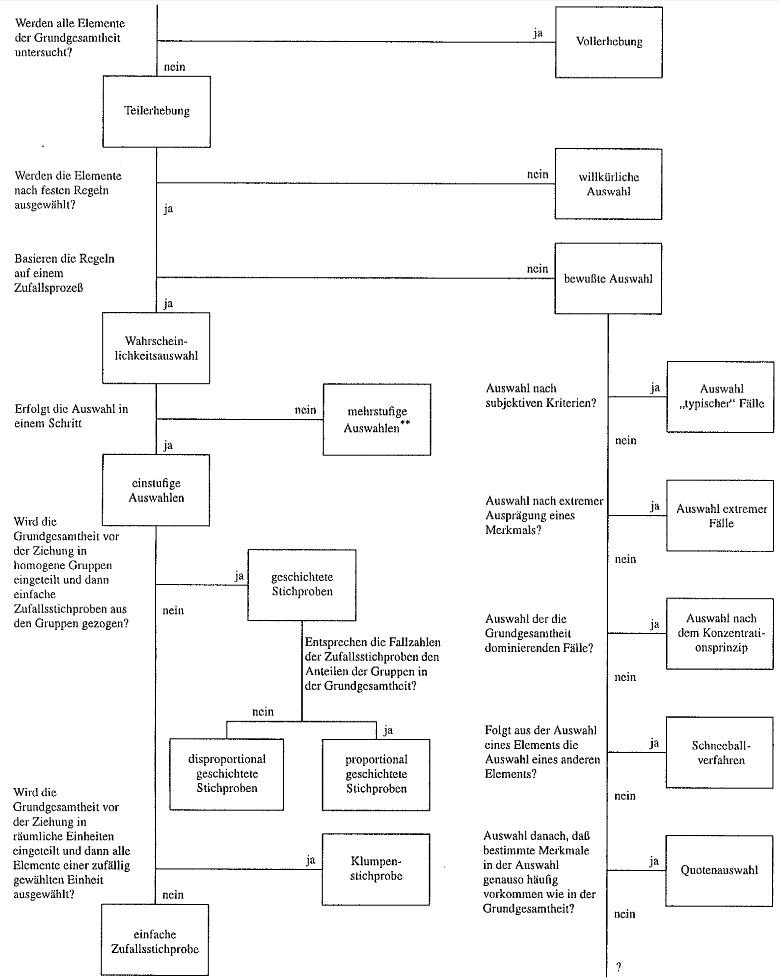 Werden alle Elemente
der Grundgesamtheit
untersucht?
ja
Vollerhebung
nein
Teilerhebung
Werden die Elemente
nach festen Regeln
ausgewählt?
nein
willkürliche
Auswahl
ja
Basieren die Regeln
auf einem
Zufallsprozeß
nein
bewußte Auswahl
ja
Wahrschein-
lichkeitsauswahl
Erfolgt die Auswahl in
einem Schritt
nein
mehrstufige
Auswahlen**
ja
einstufige
Auswahlen
Wird die
Grundgesamtheit vor
der Ziehung in
homogene Gruppen
eingeteilt und dann
einfache
Zufallsstichproben aus
den Gruppen gezogen?
ja
geschichtete
Stichproben
nein
Entsprechen die Fallzahlen
der Zufallsstichproben den
Anteilen der Gruppen in
der Grundgesamtheit?
nein
ja
disproportional
geschichtete
Stichproben
proportional
geschichtete
Stichproben
Wird die
Grundgesamtheit vor
der Ziehung in
räumliche Einheiten
eingeteilt und dann alle
Elemente einer zufällig
gewählten Einheit
ausgewählt?
ja
Klumpen-
stichprobe
nein
einfache
Zufallsstichprobe
Auswahl nach
subjektiven Kriterien?
ja
Auswahl
„typischer“ Fälle
nein
Auswahl nach extremer
Ausprägung eines
Merkmals?
ja
Auswahl extremer
Fälle
nein
Auswahl der die
Grundgesamtheit
dominierenden Fälle?
ja
Auswahl nach
dem Konzentrati-
onsprinzip
nein
Folgt aus der Auswahl
eines Elements die
Auswahl eines anderen
Elements?
ja
Schneeball-
verfahren
nein
Auswahl danach, daß
bestimmte Merkmale
in der Auswahl
genauso häufig
vorkommen wie in der
Grundgesamtheit?
ja
Quotenauswahl
nein
?